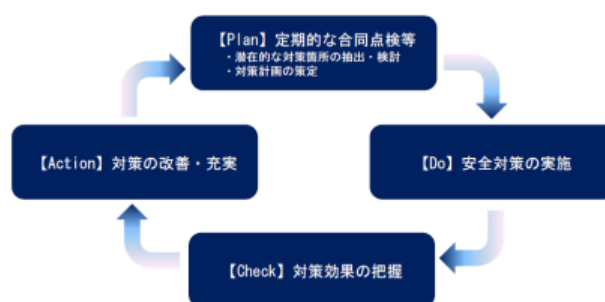 【Plan】定期的な合同点検等
・潜在的な対策箇所の抽出・検討
・対策計画の策定
【Do】安全対策の実施
【Check】対策効果の把握
【Action】対策の改善・充実